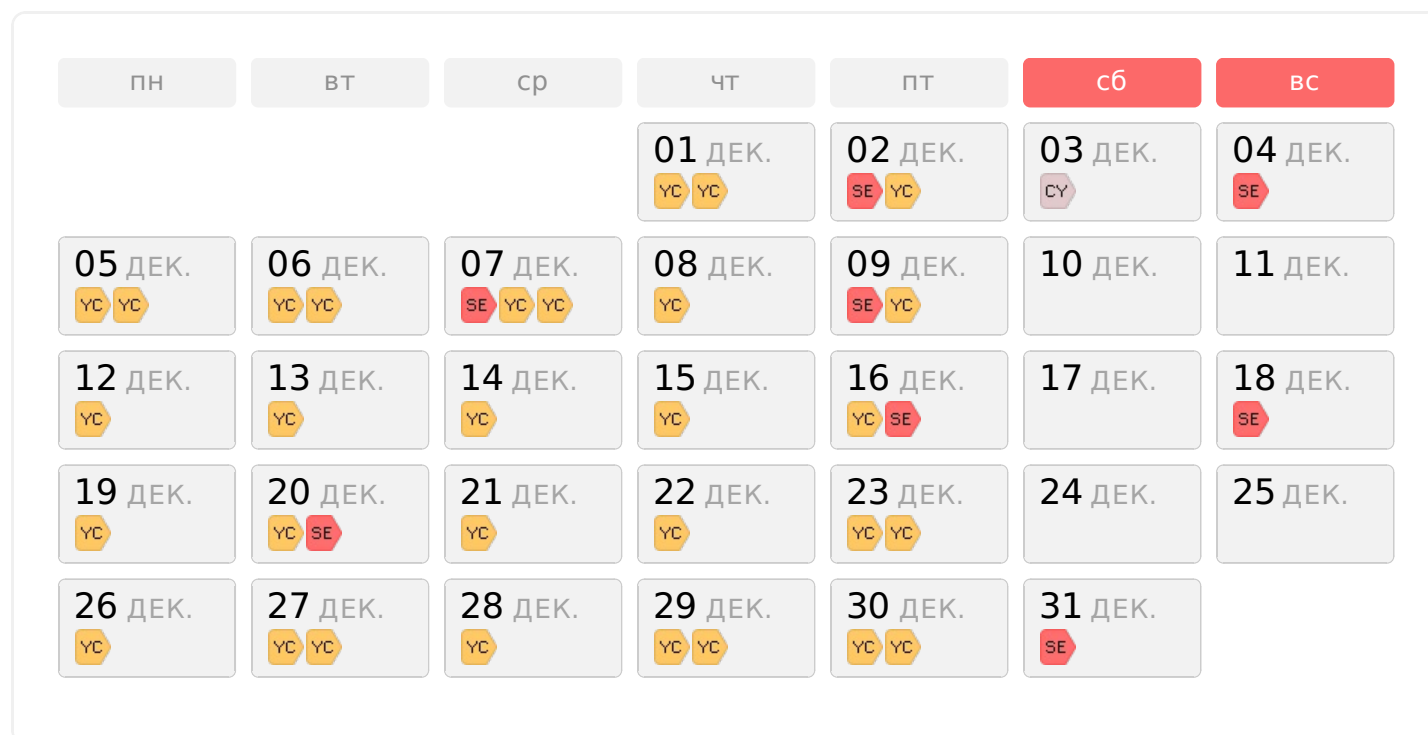 пн вт ср чт пт сб вс
01 ДЕК. 02 ДЕК. 03 ДЕК. 04 ДЕК.
YC YC SE YC CY SE
05 ДЕК. 06 ДЕК. 07 ДЕК. 08 ДЕК. 09 ДЕК. 10 ДЕК. 11 ДЕК.
YC YC YC YC SE YC YC YC SE YC
12 ДЕК. 13 ДЕК. 14 ДЕК. 15 ДЕК. 16 ДЕК. 17 ДЕК. 18 ДЕК.
YC YC YC YC YC SE SE
19 ДЕК. 20 ДЕК. 21 ДЕК. 22 ДЕК. 23 ДЕК. 24 ДЕК. 25 ДЕК.
YC YC SE YC YC YC YC
26 ДЕК. 27 ДЕК. 28 ДЕК. 29 ДЕК. 30 ДЕК. 31 ДЕК.
YC YC YC YC YC YC YC YC SE